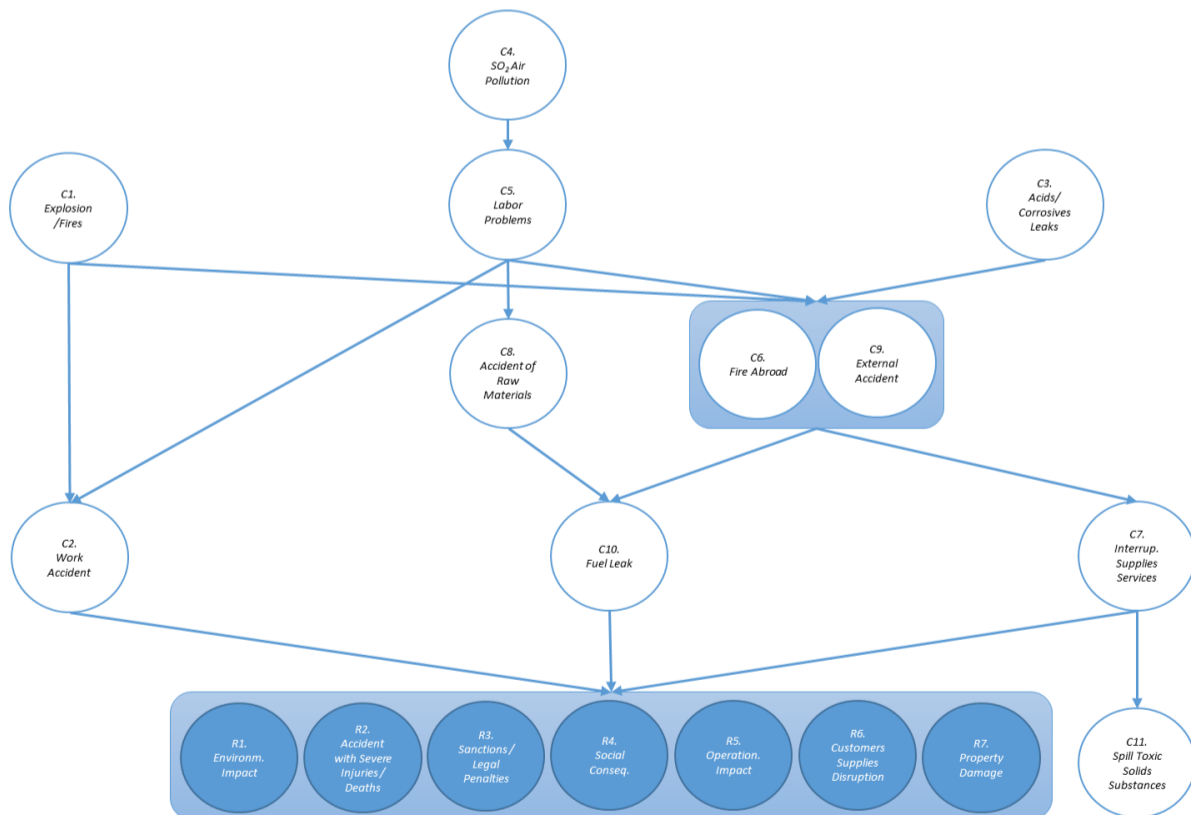 C4.
SO₂ Air
Pollution
C1.
Explosion
/Fires
C5.
Labor
Problems
C3.
Acids/
Corrosives
Leaks
C8.
Accident of
Raw
Materials
C6.
Fire Abroad
C9.
External
Accident
C2.
Work
Accident
C10.
Fuel Leak
C7.
Interrup.
Supplies
Services
R1.
Environm.
Impact
R2.
Accident
with Severe
Injuries /
Deaths
R3.
Sanctions /
Legal
Penalties
R4.
Social
Conseq.
R5.
Operation.
Impact
R6.
Customers
Supplies
Disruption
R7.
Property
Damage
C11.
Spill Toxic
Solids
Substances